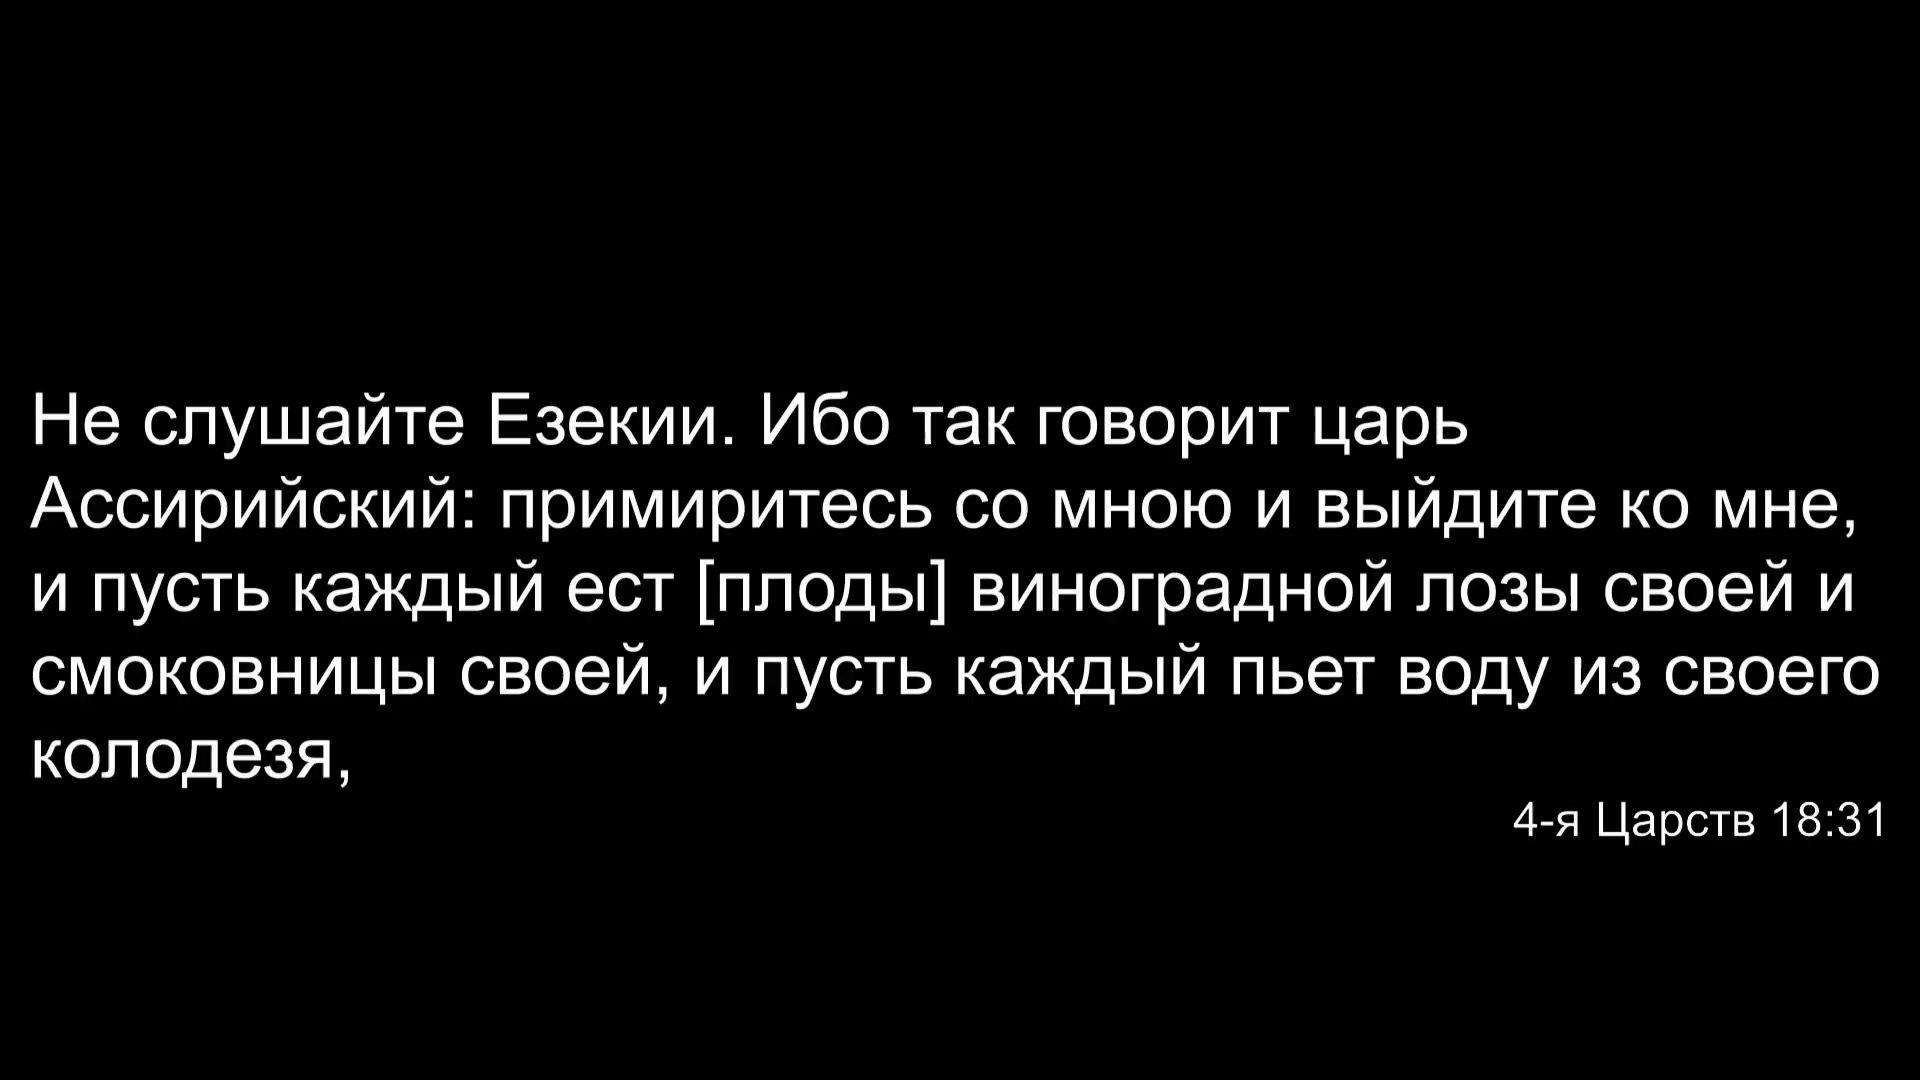 Не слушайте Езекии. Ибо так говорит царь
Ассирийский: примиритесь со мною и выйдите ко мне,
и пусть каждый ест [плоды] виноградной лозы своей и
смоковницы своей, и пусть каждый пьет воду из своего
колодезя,
4-я Царств 18:31